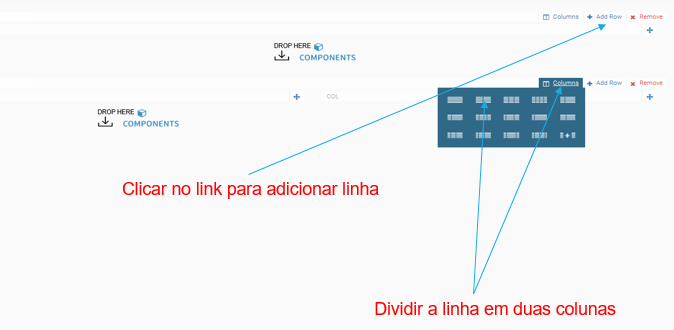 Columns Add Row Remove
DROP HERE
COMPONENTS
Columns Add Row Remove
COL
DROP HERE
COMPONENTS
Clicar no link para adicionar linha
Dividir a linha em duas colunas